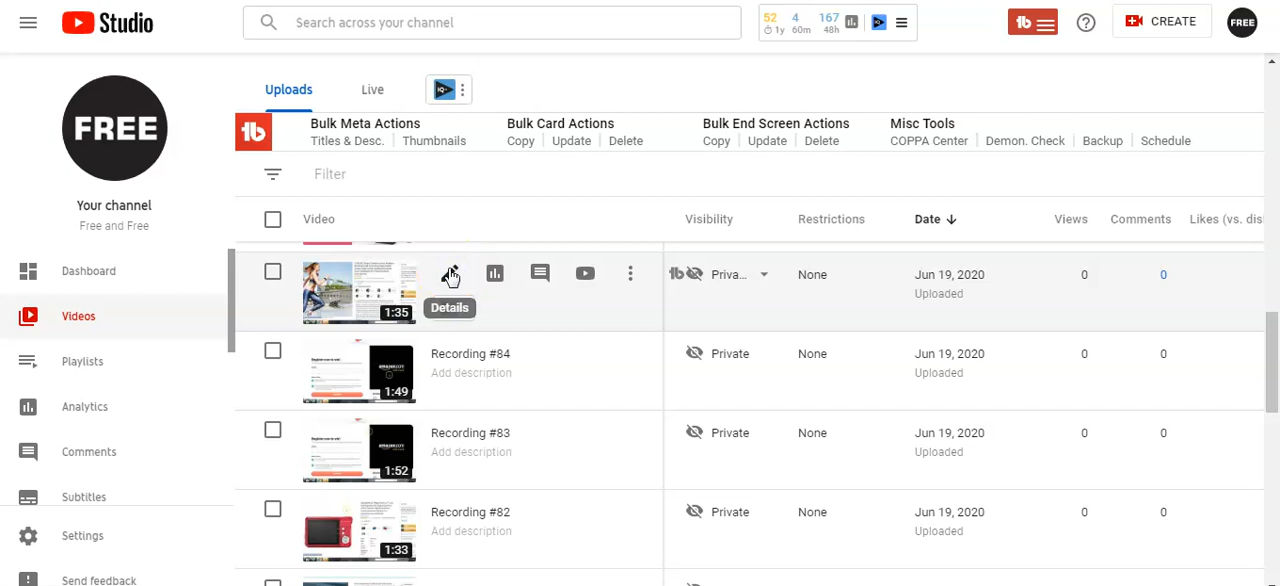 Studio
Search across your channel
52 4 167
1y 60m 48h
tb
CREATE
FREE
FREE
Your channel
Free and Free
Dashboard
Videos
Playlists
Analytics
Comments
Subtitles
Settings
Send feedback
Uploads Live IQ
tb
Bulk Meta Actions Bulk Card Actions Bulk End Screen Actions Misc Tools
Titles & Desc. Thumbnails Copy Update Delete Copy Update Delete COPPA Center Demon. Check Backup Schedule
Filter
Video Visibility Restrictions Date Views Comments Likes (vs. dis
1:35 Details tb Priva... None Jun 19, 2020 0 0
Uploaded
Recording #84 Private None Jun 19, 2020 0 0
Add description Uploaded
1:49
Recording #83 Private None Jun 19, 2020 0 0
Add description Uploaded
1:52
Recording #82 Private None Jun 19, 2020 0 0
Add description Uploaded
1:33